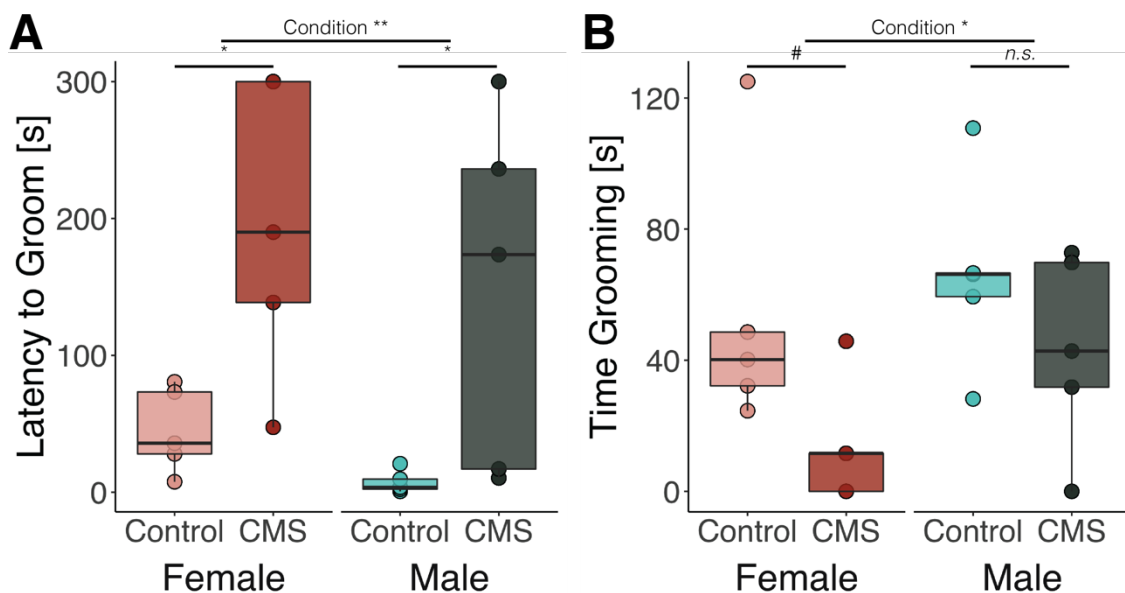 A
Condition **
*
*
Latency to Groom [s]
300
200
100
0
Control
CMS
Control
CMS
Female
Male
B
Condition *
#
n.s.
Time Grooming [s]
120
80
40
0
Control
CMS
Control
CMS
Female
Male